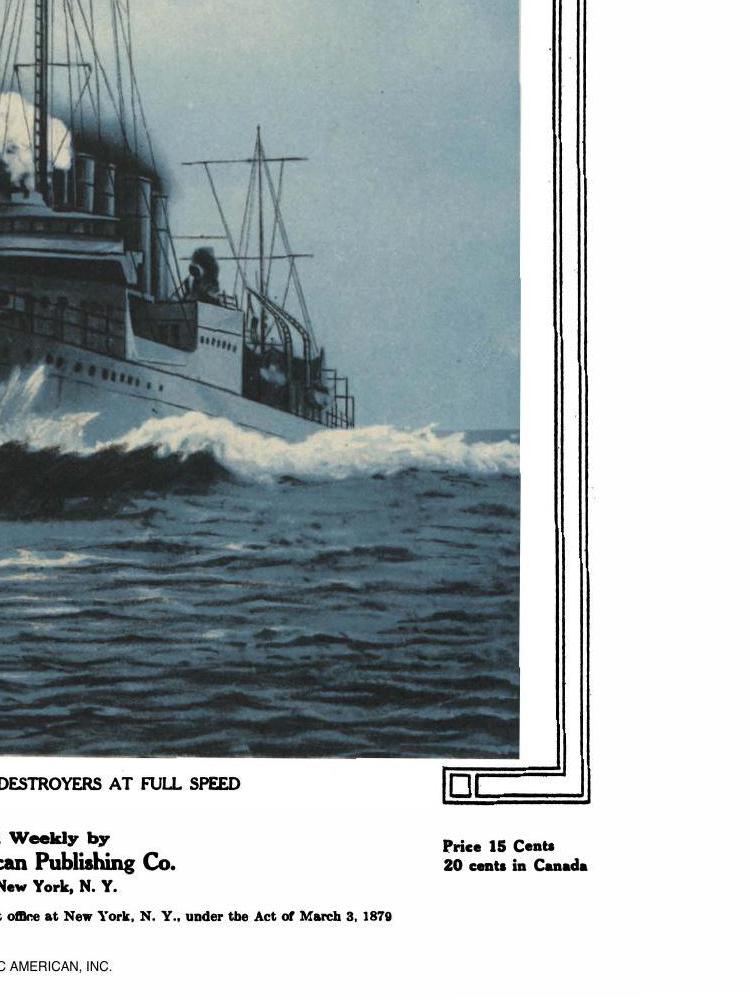 DESTROYERS AT FULL SPEED
Weekly by
can Publishing Co.
New York, N. Y.
Price 15 Cents
20 cents in Canada
office at New York, N. Y., under the Act of March 3, 1879
C AMERICAN, INC.